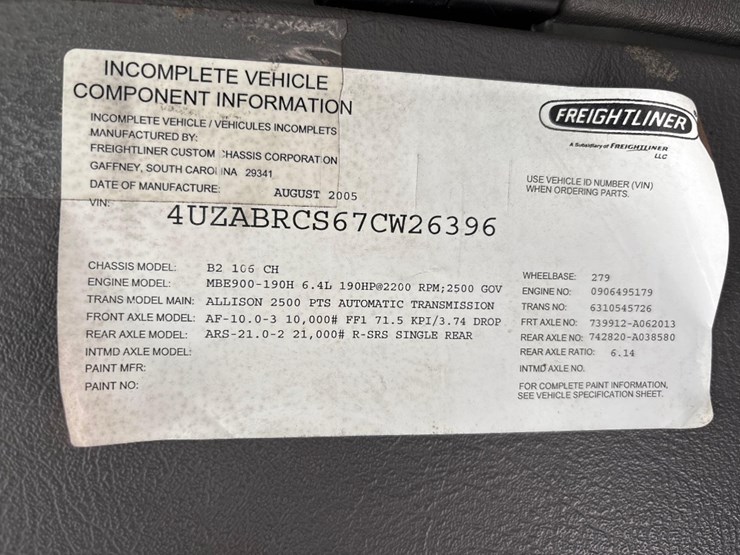 INCOMPLETE VEHICLE
COMPONENT INFORMATION
INCOMPLETE VEHICLE / VEHICULES INCOMPLETS
MANUFACTURED BY:
FREIGHTLINER CUSTOM CHASSIS CORPORATION
GAFFNEY, SOUTH CAROLINA 29341
DATE OF MANUFACTURE: AUGUST 2005
VIN: 4UZABRCS67CW26396
FREIGHTLINER
A Subsidiary of FREIGHTLINER
LLC
USE VEHICLE ID NUMBER (VIN)
WHEN ORDERING PARTS.
CHASSIS MODEL: B2 106 CH
ENGINE MODEL: MBE900-190H 6.4L 190HP@2200 RPM;2500 GOV
TRANS MODEL MAIN: ALLISON 2500 PTS AUTOMATIC TRANSMISSION
FRONT AXLE MODEL: AF-10.0-3 10,000# FF1 71.5 KPI/3.74 DROP
REAR AXLE MODEL: ARS-21.0-2 21,000# R-SRS SINGLE REAR
INTMD AXLE MODEL:
PAINT MFR:
PAINT NO:
WHEELBASE: 279
ENGINE NO: 0906495179
TRANS NO: 6310545726
FRT AXLE NO: 739912-A062013
REAR AXLE NO: 742820-A038580
REAR AXLE RATIO: 6.14
INTMD AXLE NO.
FOR COMPLETE PAINT INFORMATION,
SEE VEHICLE SPECIFICATION SHEET.